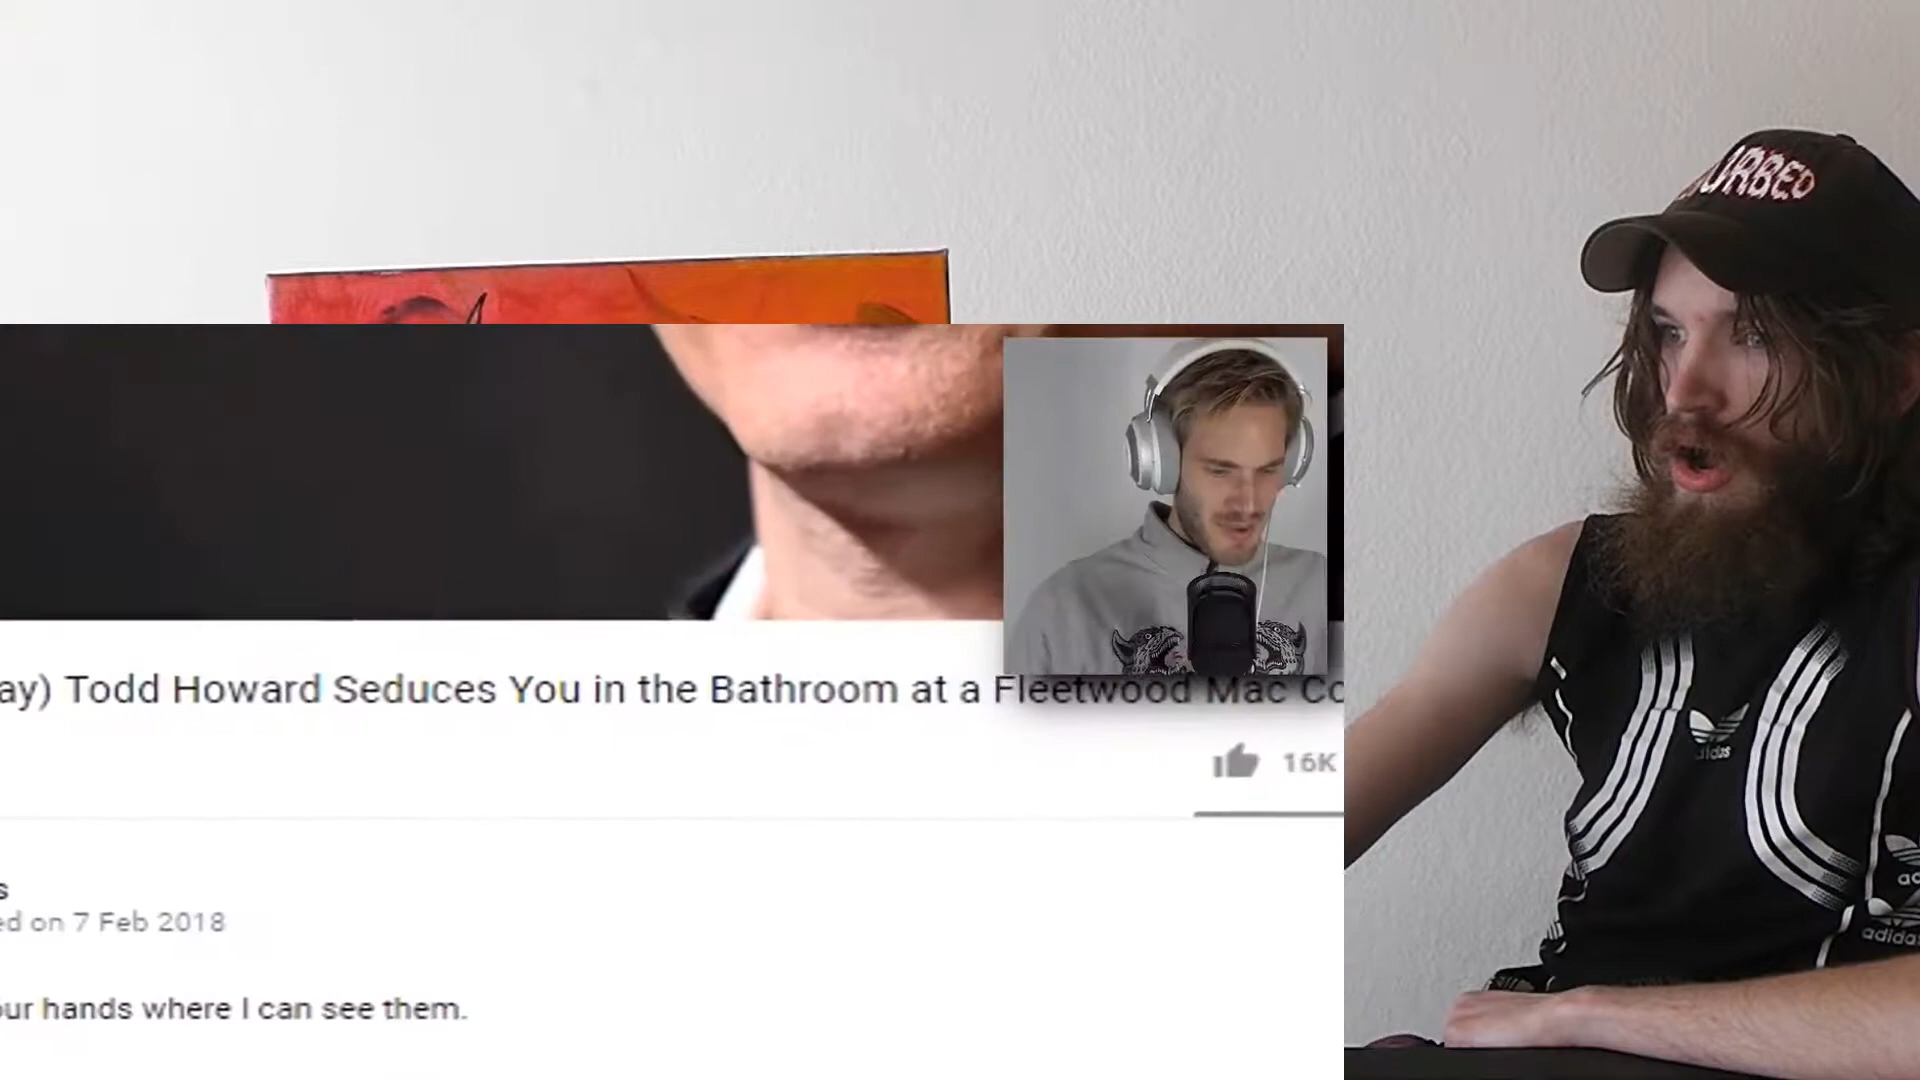 URBED
ay) Todd Howard Seduces You in the Bathroom at a Fleetwood Mac Co
16K
adidas
s
ed on 7 Feb 2018
adidas
our hands where I can see them.